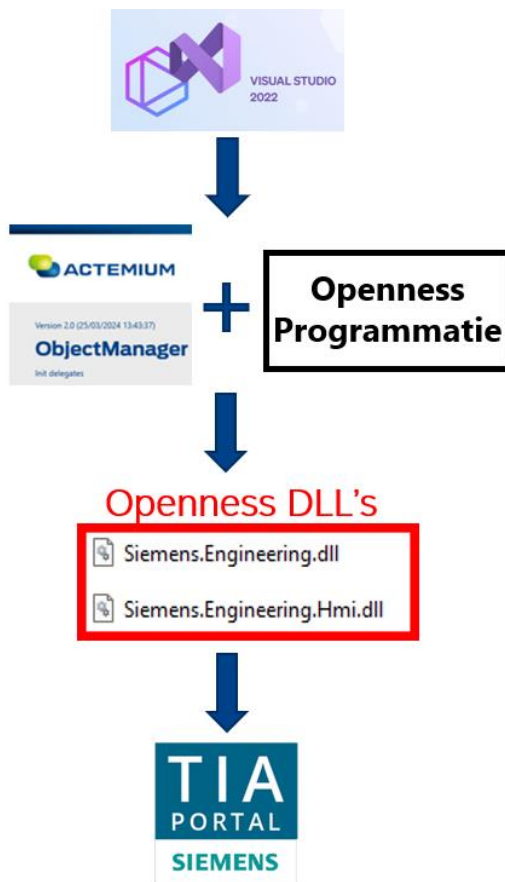 VISUAL STUDIO
2022
ACTEMIUM
Version 2.0 (25/03/2024 13:43:37)
ObjectManager
Init delegates
Openness
Programmatie
Openness DLL's
Siemens.Engineering.dll
Siemens.Engineering.Hmi.dll
TIA
PORTAL
SIEMENS